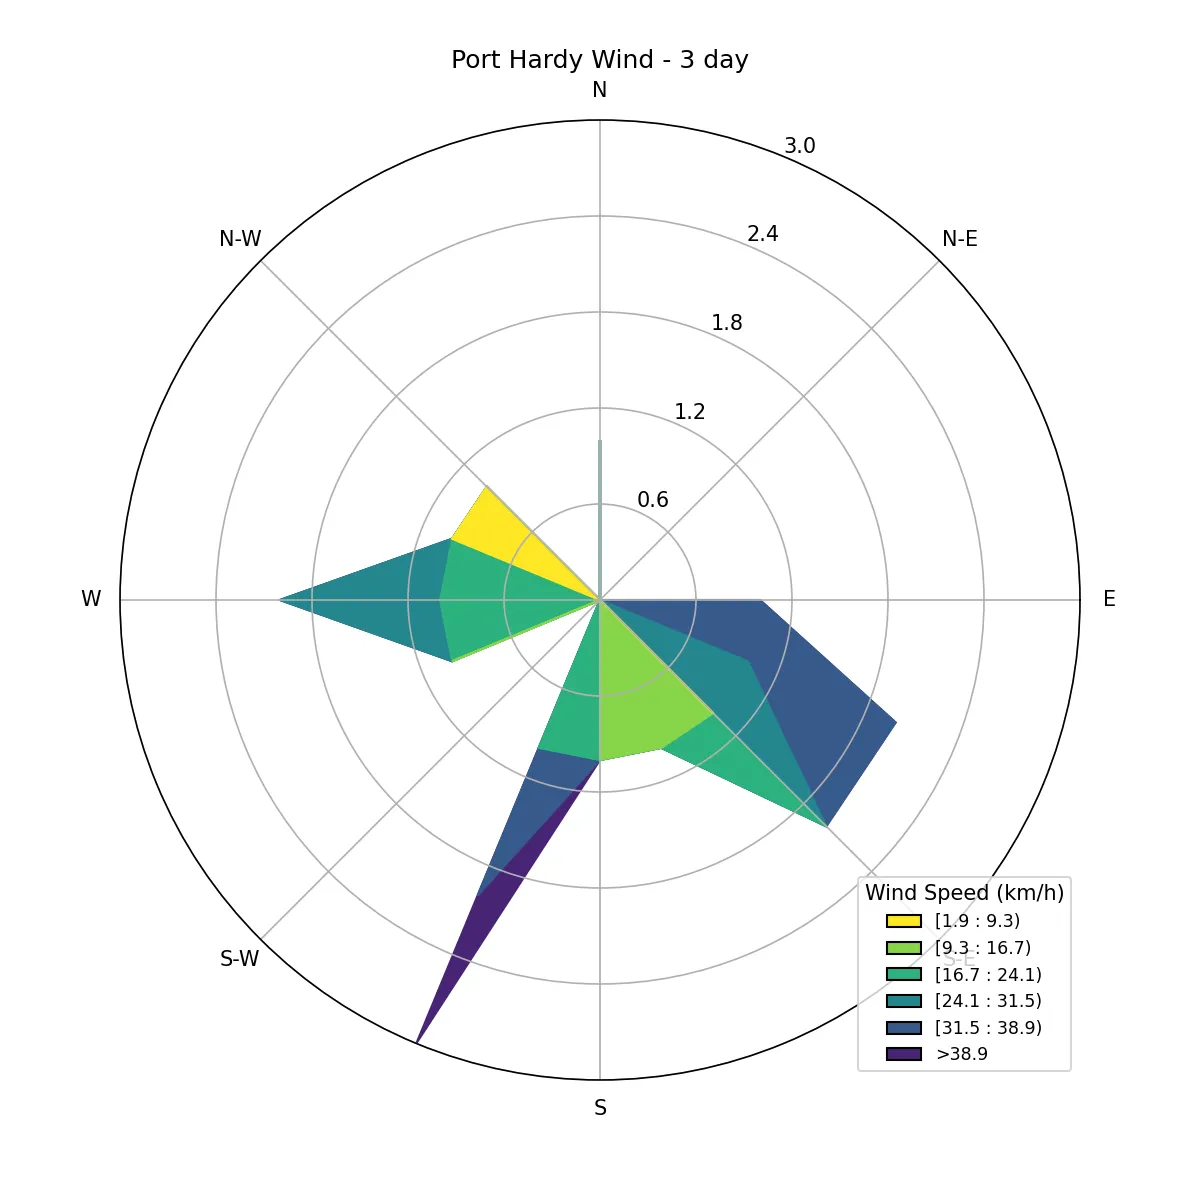 Port Hardy Wind - 3 day
N
3.0
N-W
2.4
N-E
1.8
1.2
0.6
W
E
Wind Speed (km/h)
[1.9 : 9.3)
[9.3 : 16.7)
S-W
S-E
[16.7 : 24.1)
[24.1 : 31.5)
[31.5 : 38.9)
>38.9
S